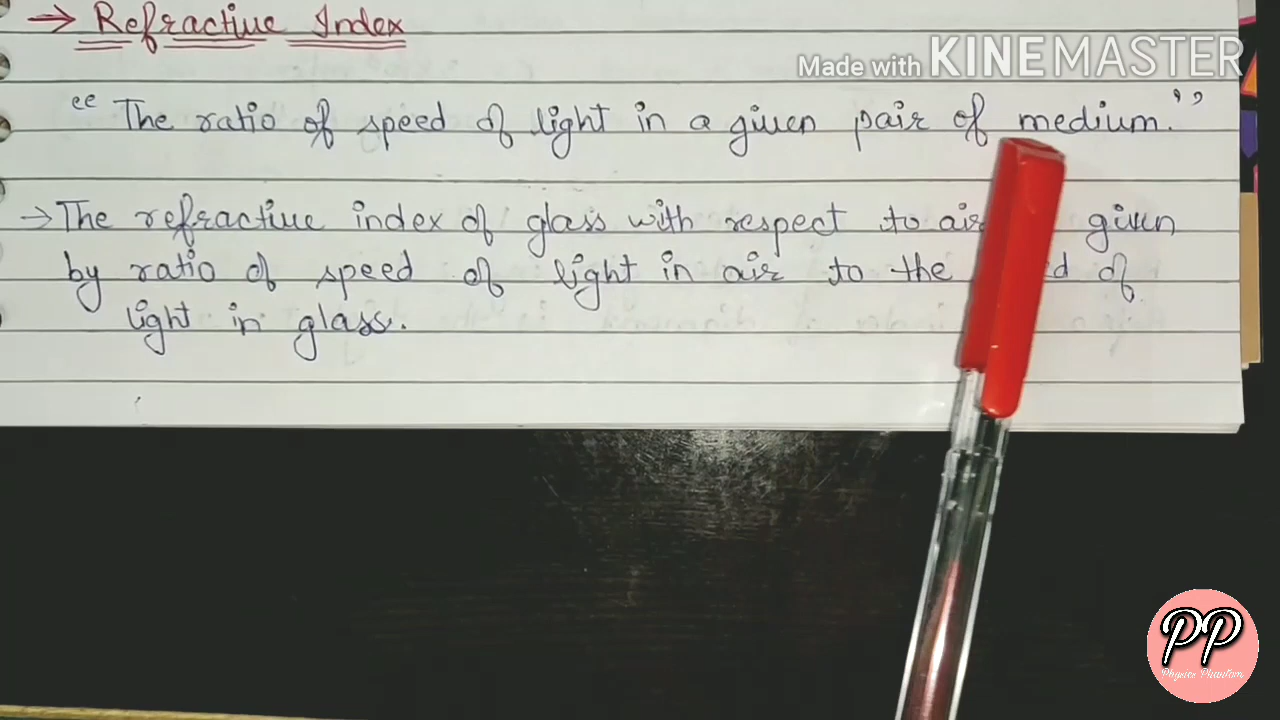 → Refractive Index
Made with KINEMASTER
"The ratio of speed of light in a given pair of medium."
→ The refractive index of glass with respect to air given
by ratio of speed of light in air to the of
light in glass.
PP
Physics Phantom